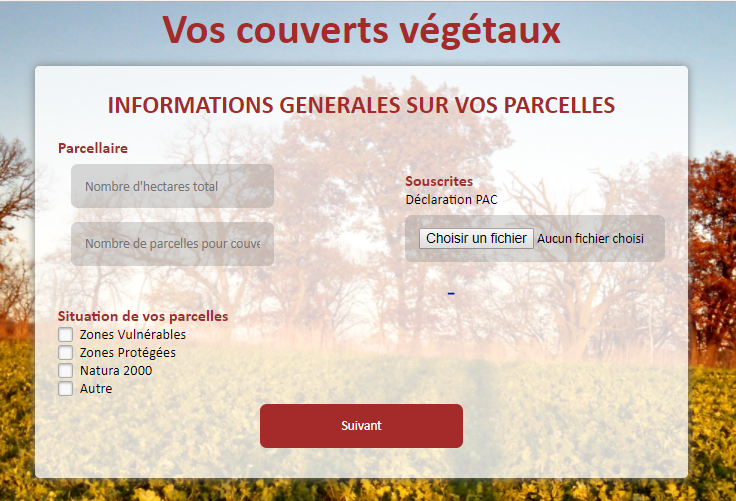 Vos couverts végétaux
INFORMATIONS GENERALES SUR VOS PARCELLES
Parcellaire
Nombre d'hectares total
Nombre de parcelles pour couve
Souscrites
Déclaration PAC
Choisir un fichier Aucun fichier choisi
-
Situation de vos parcelles
Zones Vulnérables
Zones Protégées
Natura 2000
Autre
Suivant